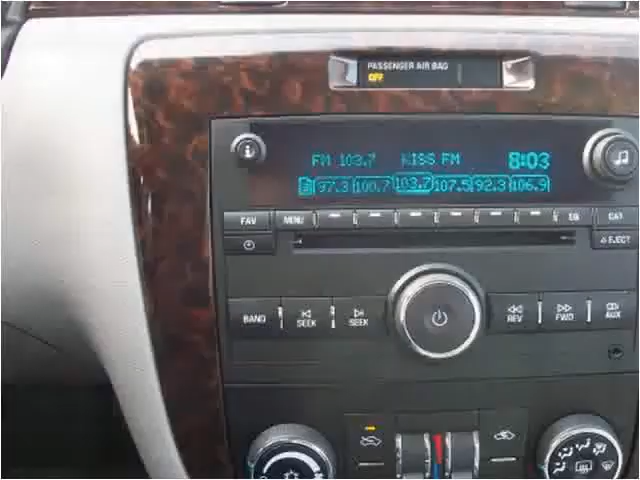 PASSENGER AIR BAG
OFF
FM 103.7 KISS FM 8:03
97.3 100.7 103.7 107.5 92.3 106.9
FAV MENU EQ CAT
EJECT
BAND SEEK SEEK REV FWD AUX